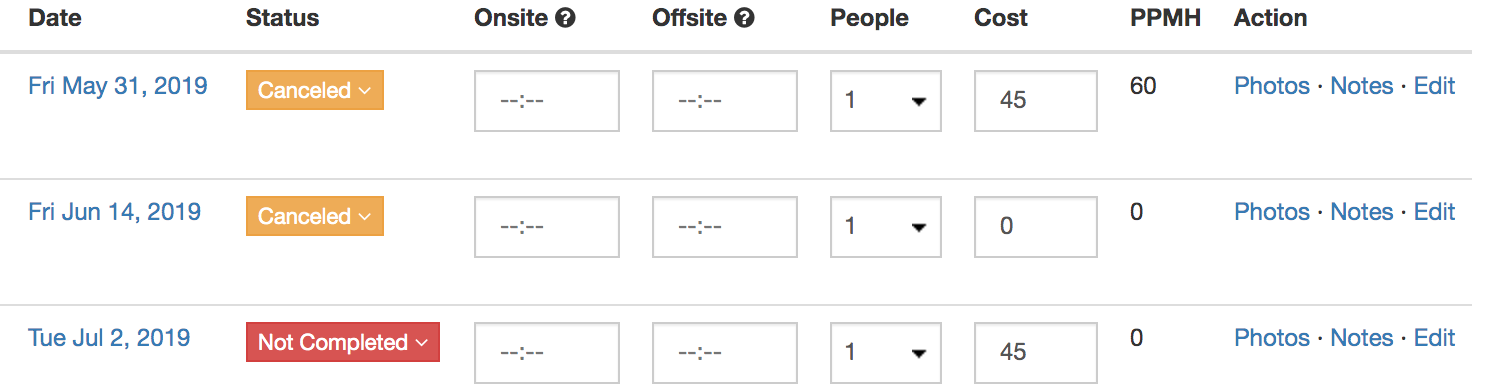 Date Status Onsite ? Offsite ? People Cost PPMH Action
Fri May 31, 2019 Canceled --:-- --:-- 1 45 60 Photos · Notes · Edit
Fri Jun 14, 2019 Canceled --:-- --:-- 1 0 0 Photos · Notes · Edit
Tue Jul 2, 2019 Not Completed --:-- --:-- 1 45 0 Photos · Notes · Edit